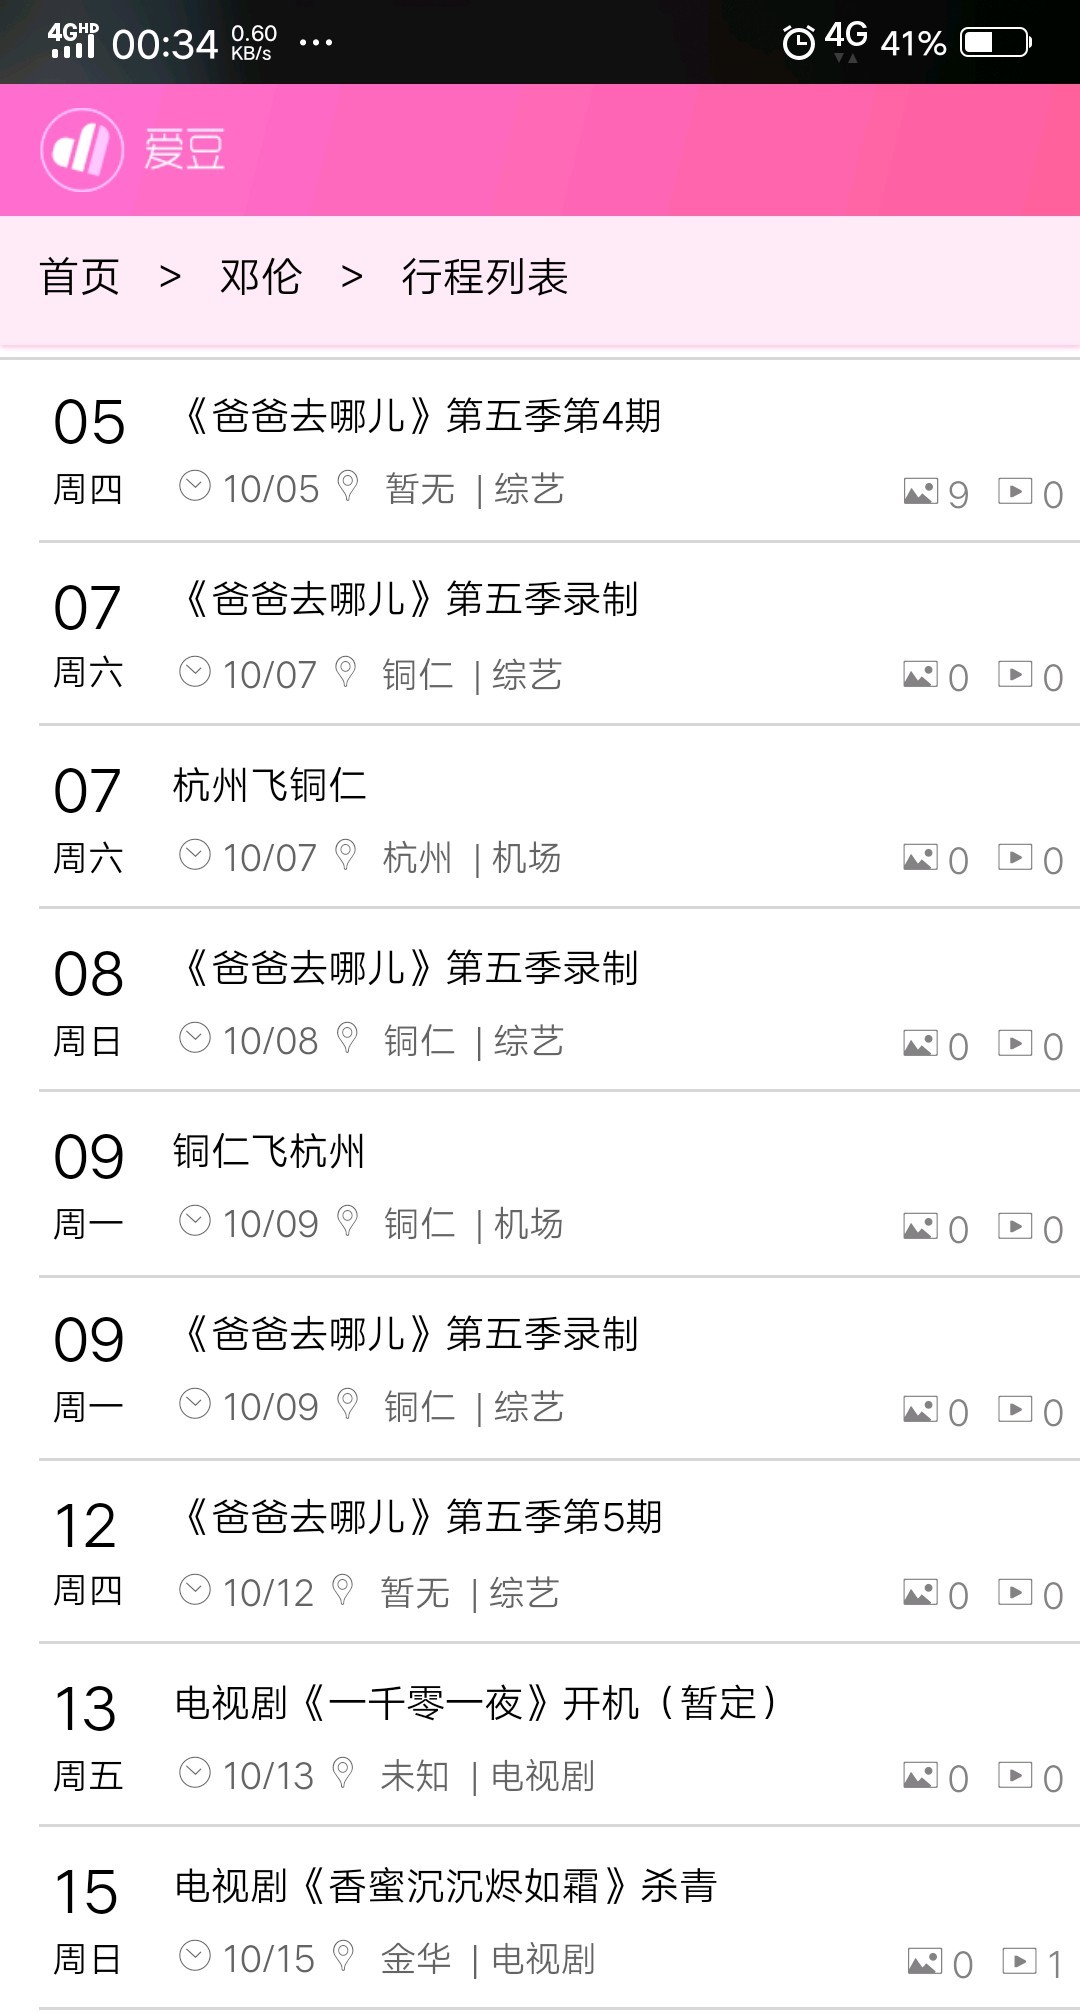 4GHD 00:34 0.60 KB/s ... 4G 41%
爱豆
首页 > 邓伦 > 行程列表
05 《爸爸去哪儿》第五季第4期
周四 10/05 暂无 | 综艺 9 0
07 《爸爸去哪儿》第五季录制
周六 10/07 铜仁 | 综艺 0 0
07 杭州飞铜仁
周六 10/07 杭州 | 机场 0 0
08 《爸爸去哪儿》第五季录制
周日 10/08 铜仁 | 综艺 0 0
09 铜仁飞杭州
周一 10/09 铜仁 | 机场 0 0
09 《爸爸去哪儿》第五季录制
周一 10/09 铜仁 | 综艺 0 0
12 《爸爸去哪儿》第五季第5期
周四 10/12 暂无 | 综艺 0 0
13 电视剧《一千零一夜》开机（暂定）
周五 10/13 未知 | 电视剧 0 0
15 电视剧《香蜜沉沉烬如霜》杀青
周日 10/15 金华 | 电视剧 0 1